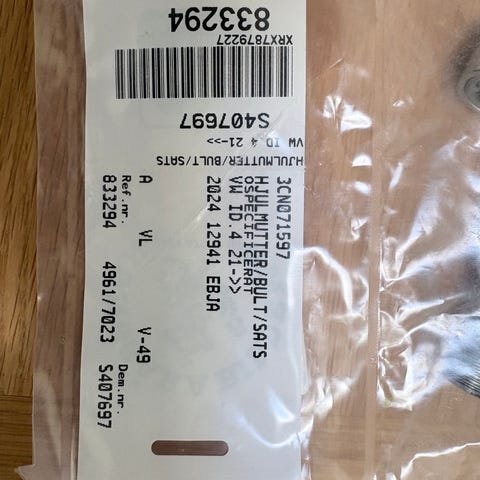 833294
XRX7879227
S407697
VW ID.4 21->>
HJULMUTTER/BULT/SATS
3CN071597
HJULMUTTER/BULT/SATS
OSPECIFICERAT
VW ID.4 21->>
2024 12941 EBJA
A VL V-49
Ref.nr. Dem.nr.
833294 4961/7023 S407697